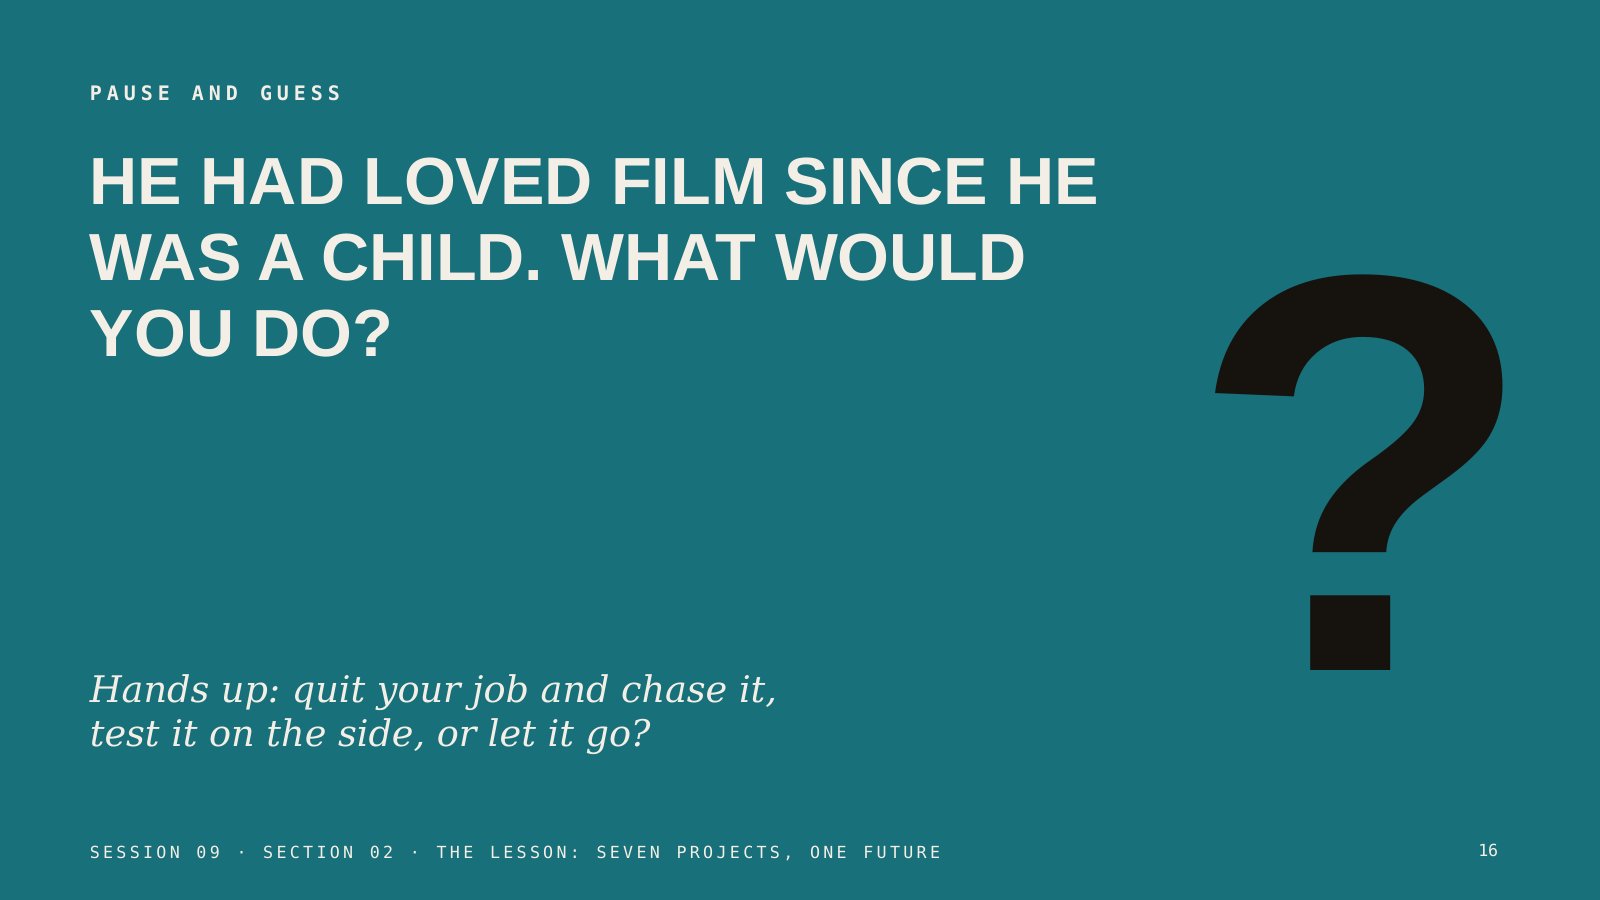 PAUSE AND GUESS
HE HAD LOVED FILM SINCE HE
WAS A CHILD. WHAT WOULD
YOU DO?
?
Hands up: quit your job and chase it,
test it on the side, or let it go?
SESSION 09 · SECTION 02 · THE LESSON: SEVEN PROJECTS, ONE FUTURE
16